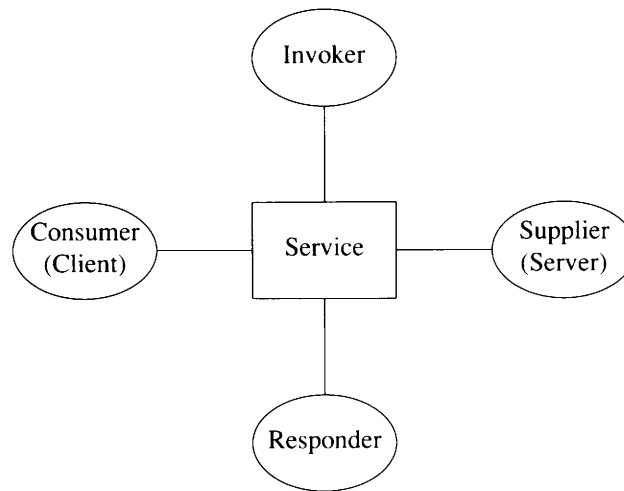 Invoker
Consumer
(Client)
Service
Supplier
(Server)
Responder